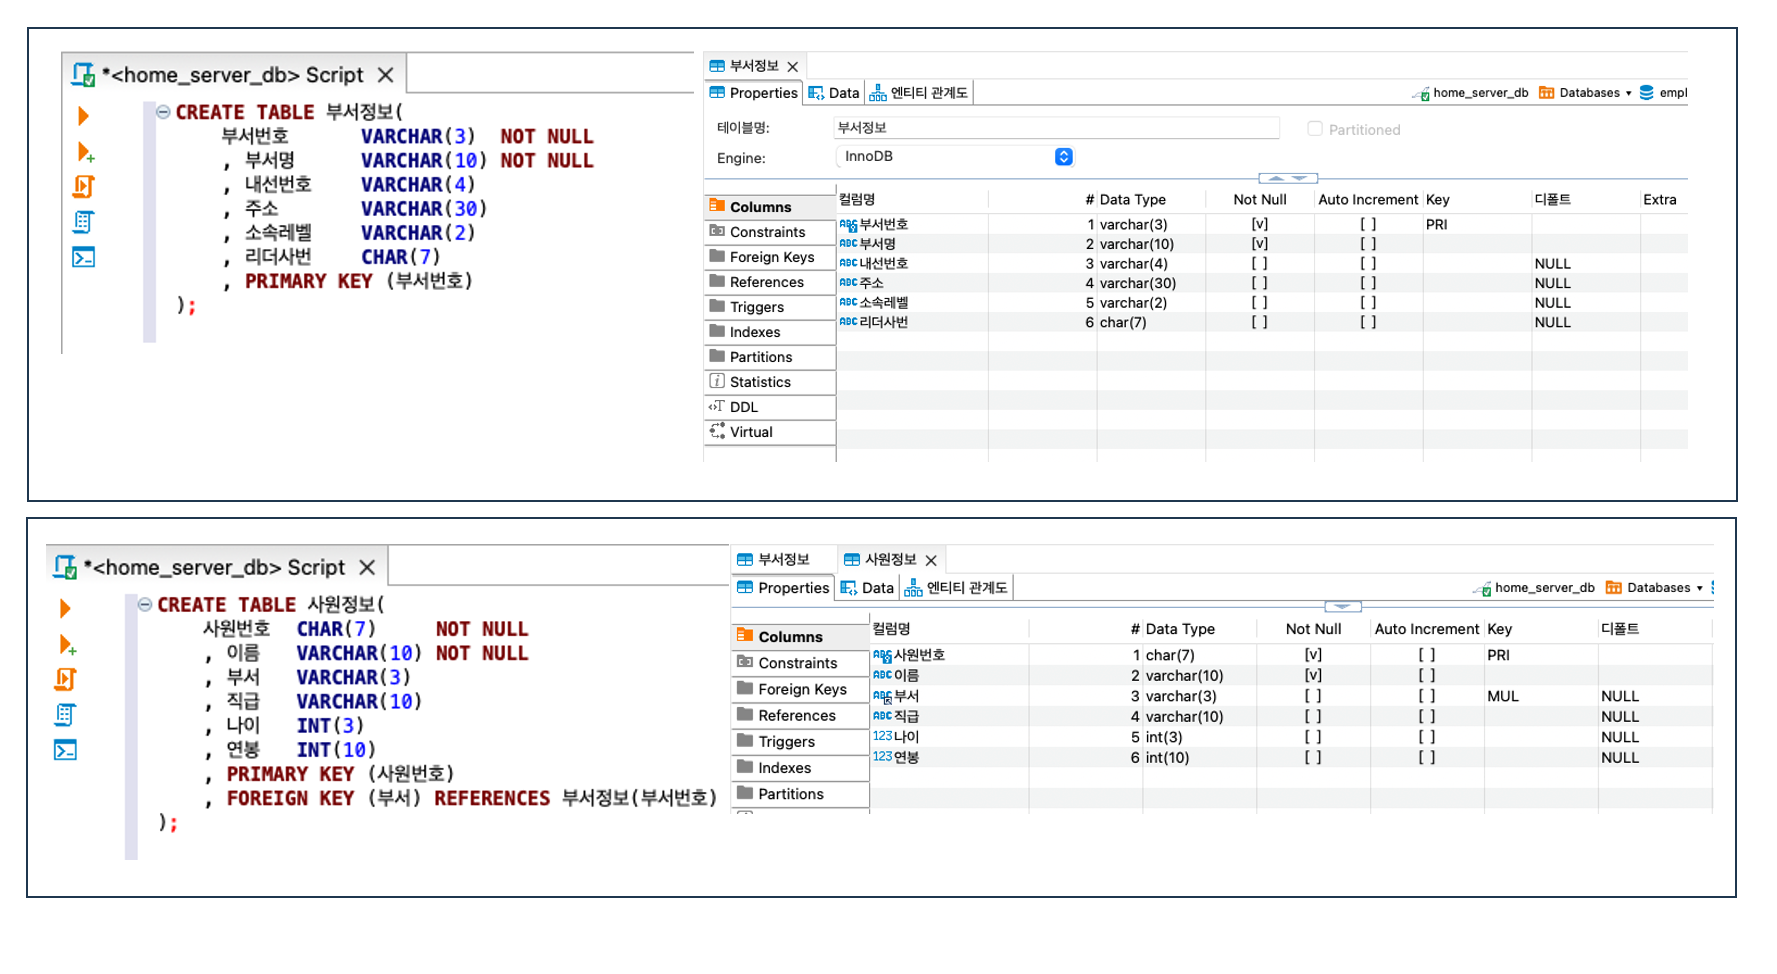 *<home_server_db> Script
CREATE TABLE 부서정보(
부서번호 VARCHAR(3) NOT NULL
, 부서명 VARCHAR(10) NOT NULL
, 내선번호 VARCHAR(4)
, 주소 VARCHAR(30)
, 소속레벨 VARCHAR(2)
, 리더사번 CHAR(7)
, PRIMARY KEY (부서번호)
);
부서정보
Properties Data 엔티티 관계도 home_server_db Databases empl
테이블명: 부서정보 Partitioned
Engine: InnoDB
Columns
Constraints
Foreign Keys
References
Triggers
Indexes
Partitions
Statistics
DDL
Virtual
컬럼명 # Data Type Not Null Auto Increment Key 디폴트 Extra
ABC 부서번호 1 varchar(3) [v] [ ] PRI
ABC 부서명 2 varchar(10) [v] [ ]
ABC 내선번호 3 varchar(4) [ ] [ ] NULL
ABC 주소 4 varchar(30) [ ] [ ] NULL
ABC 소속레벨 5 varchar(2) [ ] [ ] NULL
ABC 리더사번 6 char(7) [ ] [ ] NULL
*<home_server_db> Script
CREATE TABLE 사원정보(
사원번호 CHAR(7) NOT NULL
, 이름 VARCHAR(10) NOT NULL
, 부서 VARCHAR(3)
, 직급 VARCHAR(10)
, 나이 INT(3)
, 연봉 INT(10)
, PRIMARY KEY (사원번호)
, FOREIGN KEY (부서) REFERENCES 부서정보(부서번호)
);
부서정보 사원정보
Properties Data 엔티티 관계도 home_server_db Databases
Columns
Constraints
Foreign Keys
References
Triggers
Indexes
Partitions
컬럼명 # Data Type Not Null Auto Increment Key 디폴트
ABC 사원번호 1 char(7) [v] [ ] PRI
ABC 이름 2 varchar(10) [v] [ ]
ABC 부서 3 varchar(3) [ ] [ ] MUL NULL
ABC 직급 4 varchar(10) [ ] [ ] NULL
123 나이 5 int(3) [ ] [ ] NULL
123 연봉 6 int(10) [ ] [ ] NULL